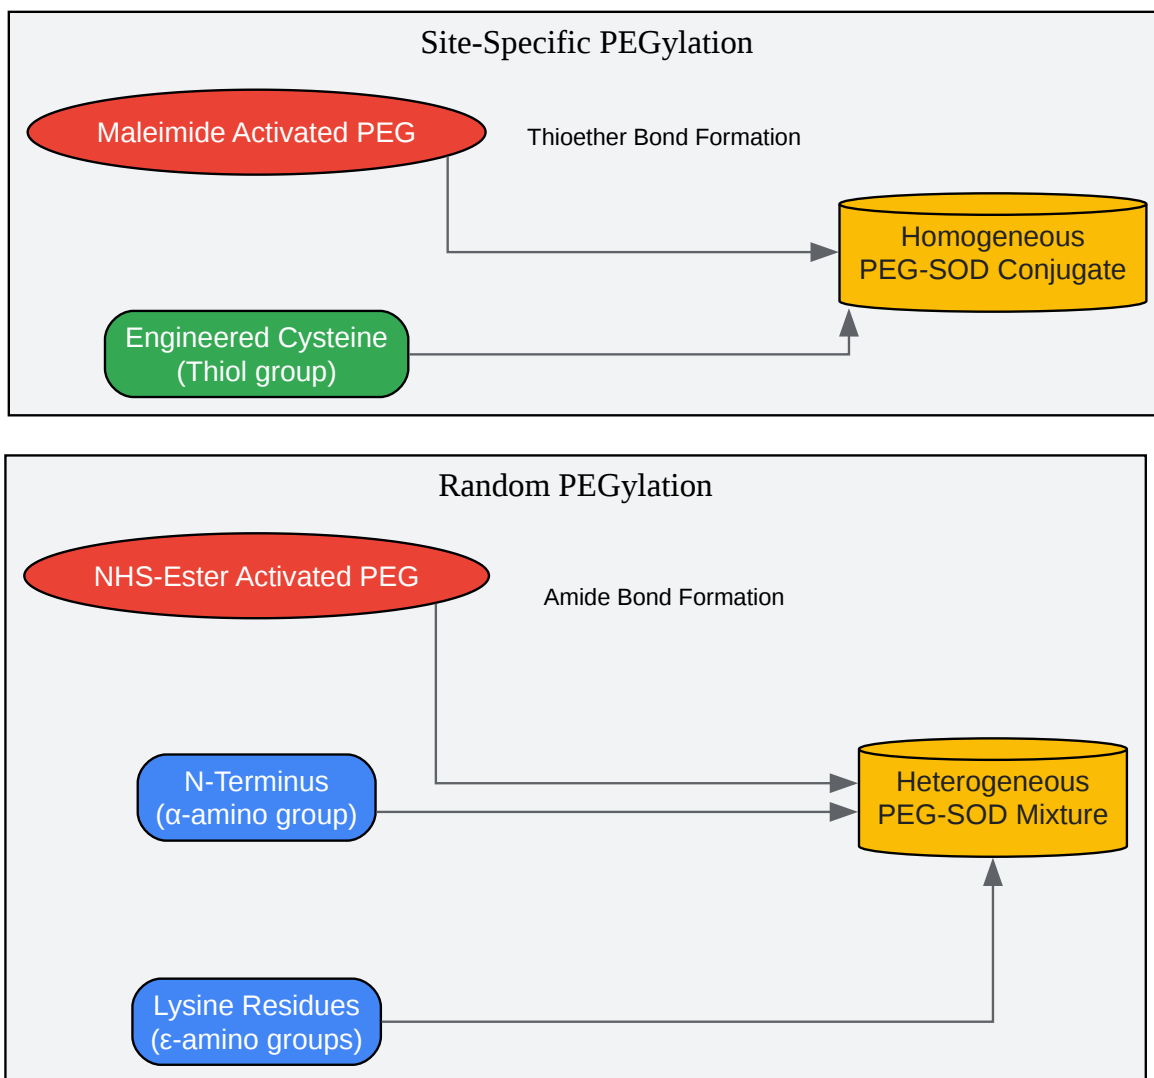 Site-Specific PEGylation
Maleimide Activated PEG
Thioether Bond Formation
Homogeneous
PEG-SOD Conjugate
Engineered Cysteine
(Thiol group)
Random PEGylation
NHS-Ester Activated PEG
Amide Bond Formation
N-Terminus
(α-amino group)
Heterogeneous
PEG-SOD Mixture
Lysine Residues
(ε-amino groups)